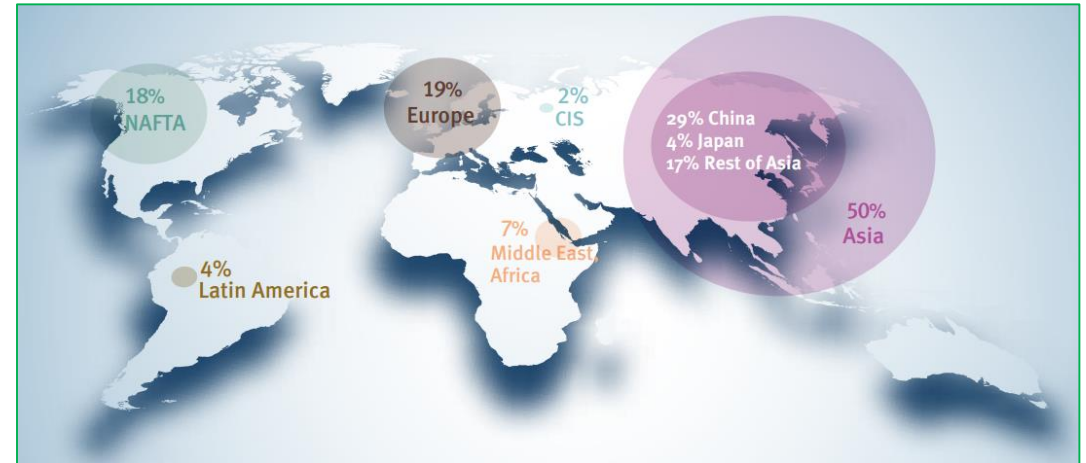 18%
NAFTA
19%
Europe
2%
CIS
29% China
4% Japan
17% Rest of Asia
50%
Asia
7%
Middle East,
Africa
4%
Latin America